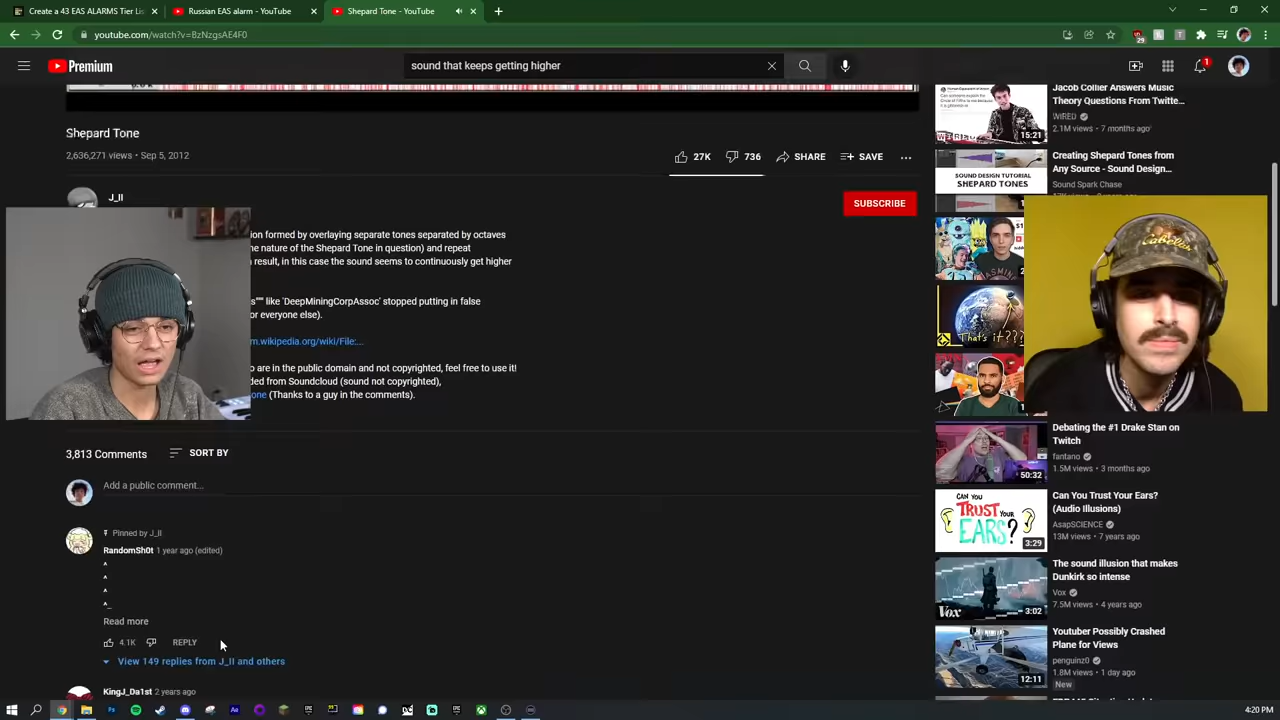 Create a 43 EAS ALARMS Tier Lis
Russian EAS alarm - YouTube
Shepard Tone - YouTube
youtube.com/watch?v=BzNzgsAE4F0
29
Premium
sound that keeps getting higher
1
Shepard Tone
2,636,271 views • Sep 5, 2012
27K
736
SHARE
SAVE
J_II
SUBSCRIBE
ion formed by overlaying separate tones separated by octaves
he nature of the Shepard Tone in question) and repeat
result, in this case the sound seems to continuously get higher
s"" like 'DeepMiningCorpAssoc' stopped putting in false
or everyone else).
m.wikipedia.org/wiki/File:...
o are in the public domain and not copyrighted, feel free to use it!
ded from Soundcloud (sound not copyrighted),
one (Thanks to a guy in the comments).
3,813 Comments
SORT BY
Add a public comment...
Pinned by J_II
RandomSh0t 1 year ago (edited)
^
^
^
^_
Read more
4.1K
REPLY
View 149 replies from J_II and others
KingJ_Da1st 2 years ago
WIRED
15:21
Jacob Collier Answers Music
Theory Questions From Twitte...
WIRED
2.1M views • 7 months ago
SOUND DESIGN TUTORIAL
SHEPARD TONES
Creating Shepard Tones from
Any Source - Sound Design...
Sound Spark Chase
That's it???
Cabela's
50:32
Debating the #1 Drake Stan on
Twitch
fantano
1.5M views • 3 months ago
CAN YOU
TRUST YOUR
EARS?
3:29
Can You Trust Your Ears?
(Audio Illusions)
AsapSCIENCE
13M views • 7 years ago
Vox
3:02
The sound illusion that makes
Dunkirk so intense
Vox
7.5M views • 4 years ago
12:11
Youtuber Possibly Crashed
Plane for Views
penguinz0
1.8M views • 1 day ago
New
4:20 PM